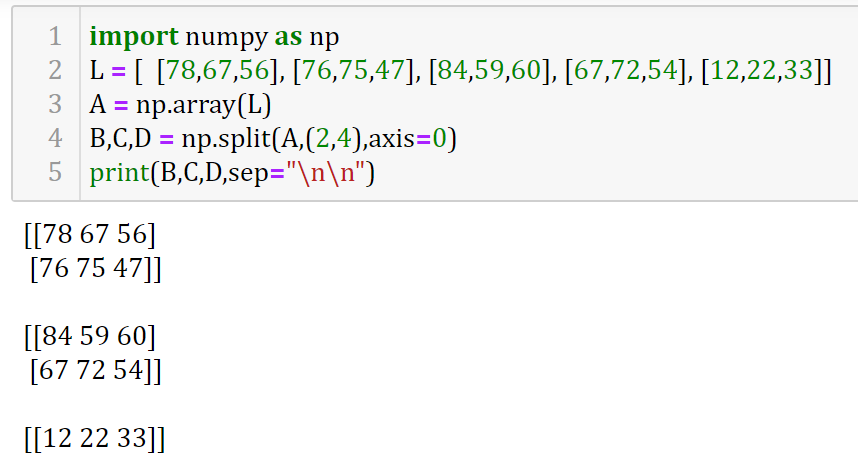 1 import numpy as np
2 L = [  [78,67,56], [76,75,47], [84,59,60], [67,72,54], [12,22,33]]
3 A = np.array(L)
4 B,C,D = np.split(A,(2,4),axis=0)
5 print(B,C,D,sep="\n\n")
[[78 67 56]
 [76 75 47]]
[[84 59 60]
 [67 72 54]]
[[12 22 33]]